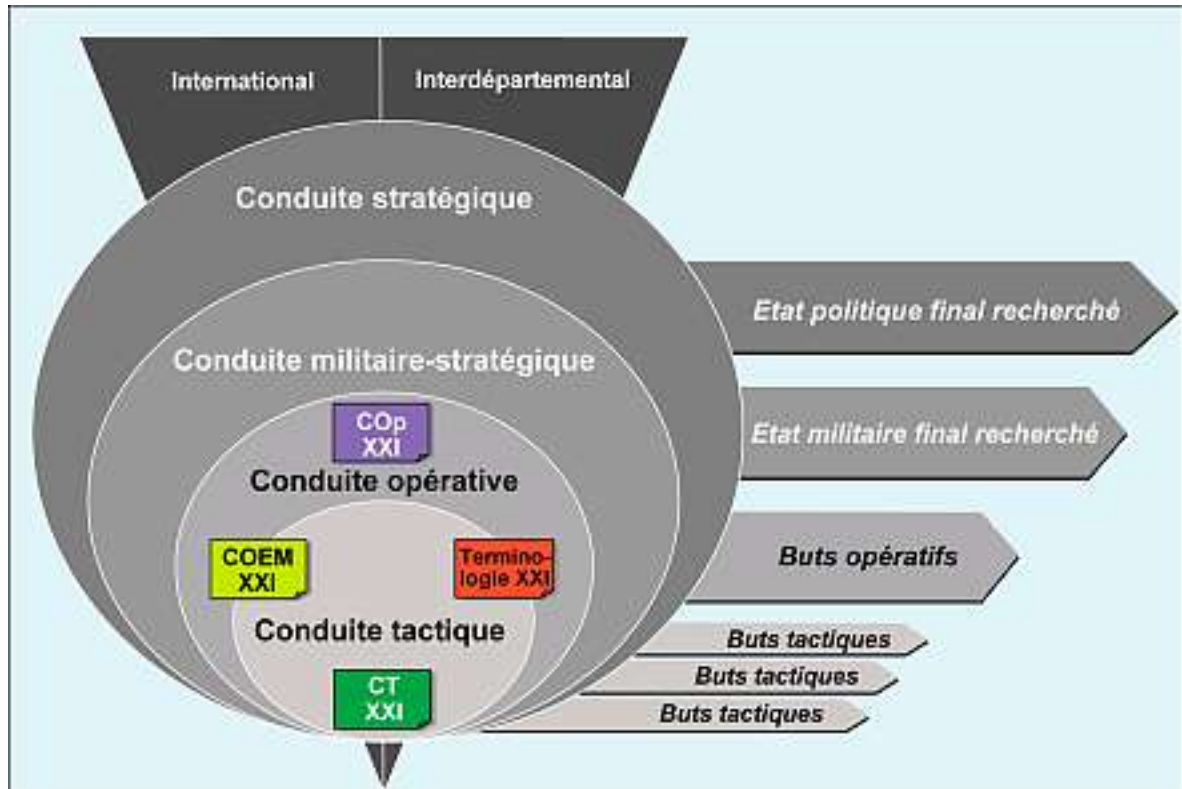 International
Interdépartemental
Conduite stratégique
Etat politique final recherché
Conduite militaire-stratégique
Etat militaire final recherché
COp
XXI
Conduite opérative
COEM
XXI
Termino-
logie XXI
Buts opératifs
Conduite tactique
Buts tactiques
Buts tactiques
Buts tactiques
CT
XXI